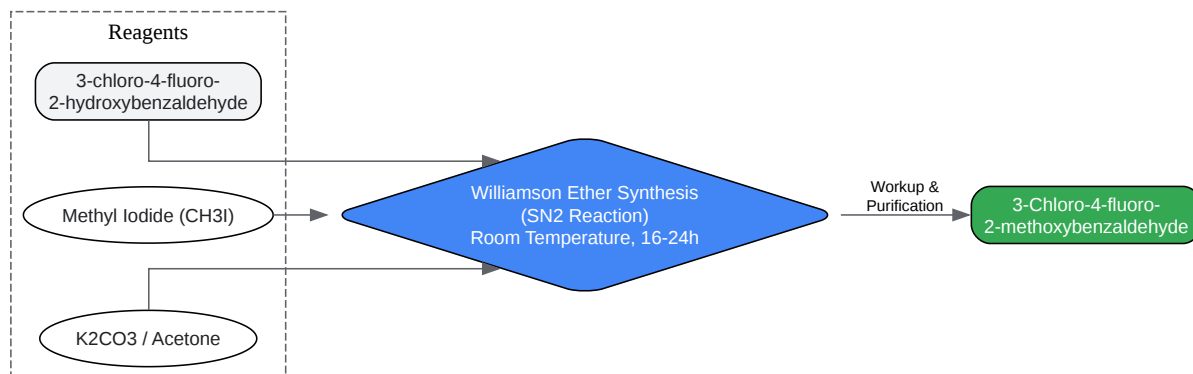 Reagents
3-chloro-4-fluoro-
2-hydroxybenzaldehyde
Methyl Iodide (CH3I)
K2CO3 / Acetone
Williamson Ether Synthesis
(SN2 Reaction)
Room Temperature, 16-24h
Workup &
Purification
3-Chloro-4-fluoro-
2-methoxybenzaldehyde